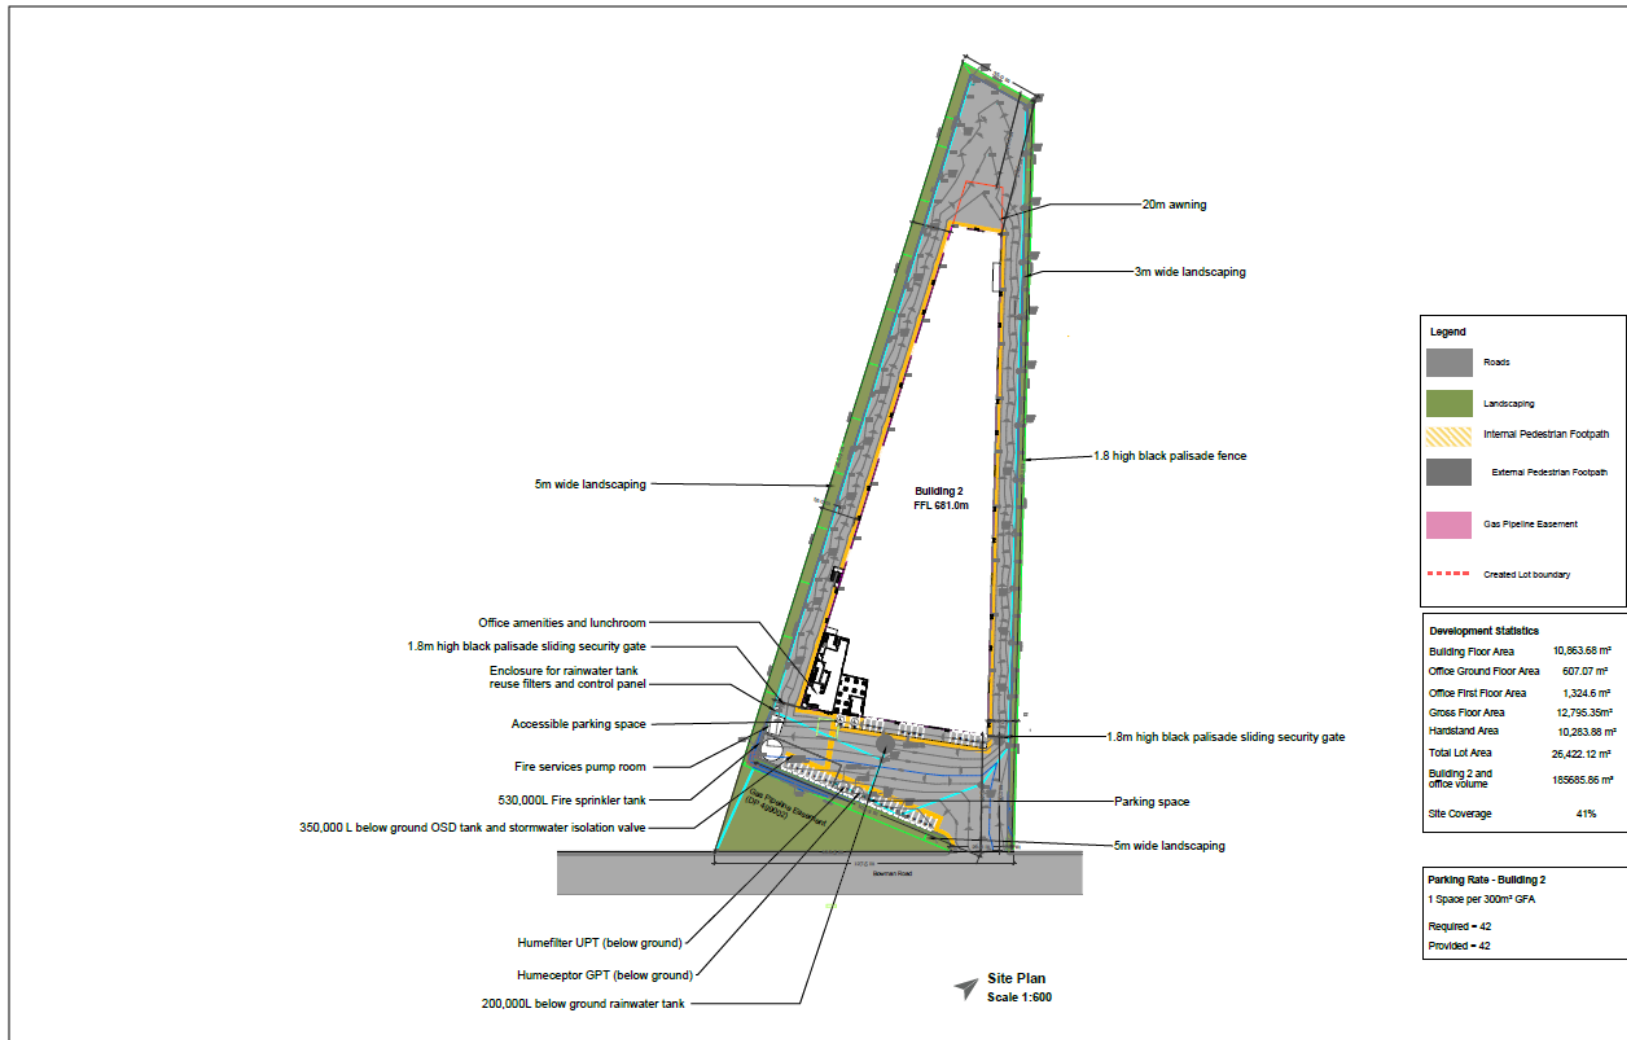 20m awning
3m wide landscaping
1.8 high black palisade fence
5m wide landscaping
Building 2
FFL 681.0m
Office amenities and lunchroom
1.8m high black palisade sliding security gate
Enclosure for rainwater tank
reuse filters and control panel
Accessible parking space
Fire services pump room
530,000L Fire sprinkler tank
350,000 L below ground OSD tank and stormwater isolation valve
1.8m high black palisade sliding security gate
Parking space
5m wide landscaping
Gas Pipeline Easement
Bowman Road
Humefilter UPT (below ground)
Humeceptor GPT (below ground)
200,000L below ground rainwater tank
Site Plan
Scale 1:600
Legend
Roads
Landscaping
Internal Pedestrian Footpath
External Pedestrian Footpath
Gas Pipeline Easement
Created Lot boundary
Development Statistics
Building Floor Area 10,863.68 m²
Office Ground Floor Area 607.07 m²
Office First Floor Area 1,324.6 m²
Gross Floor Area 12,795.35m²
Hardstand Area 10,283.88 m²
Total Lot Area 26,422.12 m²
Building 2 and
office volume 185685.86 m²
Site Coverage 41%
Parking Rate - Building 2
1 Space per 300m² GFA
Required = 42
Provided = 42